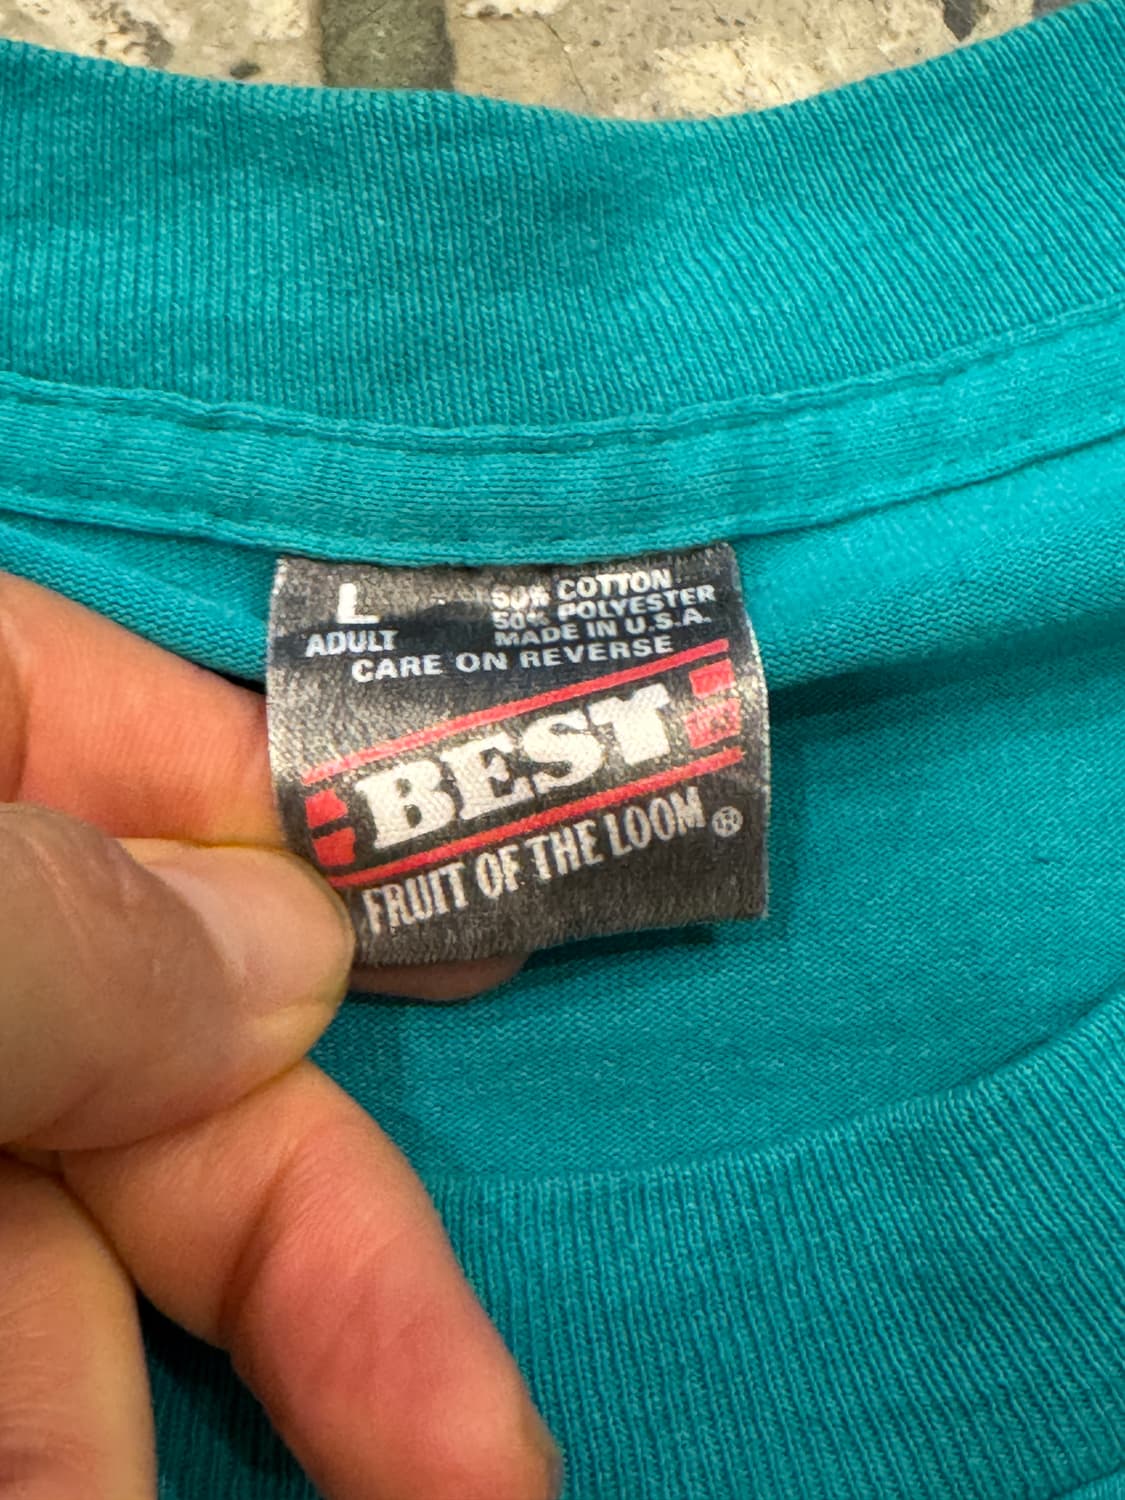 L
ADULT
50% COTTON
50% POLYESTER
MADE IN U.S.A.
CARE ON REVERSE
BEST
FRUIT OF THE LOOM ®